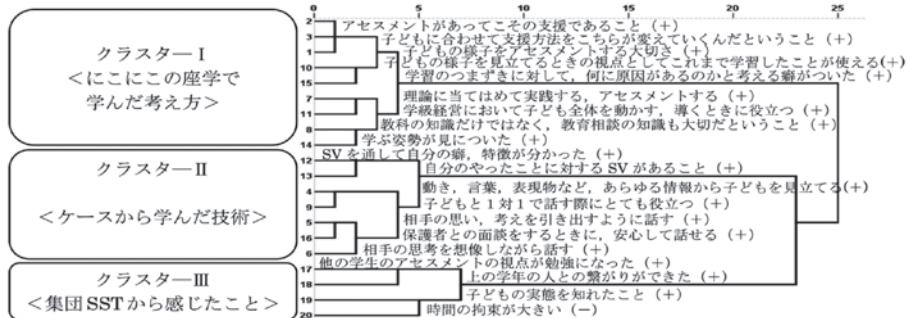 0 5 10 15 20 25
クラスター―Ⅰ
<にこにこの座学で
学んだ考え方>
2 アセスメントがあってこその支援であること（+）
3 子どもに合わせて支援方法をこちらが変えていくんだということ（+）
1 子どもの様子をアセスメントする大切さ（+）
10 子どもの様子を見立てるときの視点としてこれまで学習したことが使える(+)
15 学習のつまずきに対して，何に原因があるのかと考える癖がついた（+）
7 理論に当てはめて実践する，アセスメントする（+）
11 学級経営において子ども全体を動かす，導くときに役立つ（+）
8 教科の知識だけではなく，教育相談の知識も大切だということ（+）
14 学ぶ姿勢が見についた（+）
クラスター―Ⅱ
<ケースから学んだ技術>
12 SVを通して自分の癖，特徴が分かった（+）
13 自分のやったことに対するSVがあること（+）
4 動き，言葉，表現物など，あらゆる情報から子どもを見立てる(+)
9 子どもと1対1で話す際にとても役立つ（+）
5 相手の思い，考えを引き出すように話す（+）
16 保護者との面談をするときに，安心して話せる（+）
6 相手の思考を想像しながら話す（+）
クラスター―Ⅲ
<集団SSTから感じたこと>
17 他の学生のアセスメントの視点が勉強になった（+）
18 上の学年の人との繋がりができた（+）
19 子どもの実態を知れたこと（+）
20 時間の拘束が大きい（−）